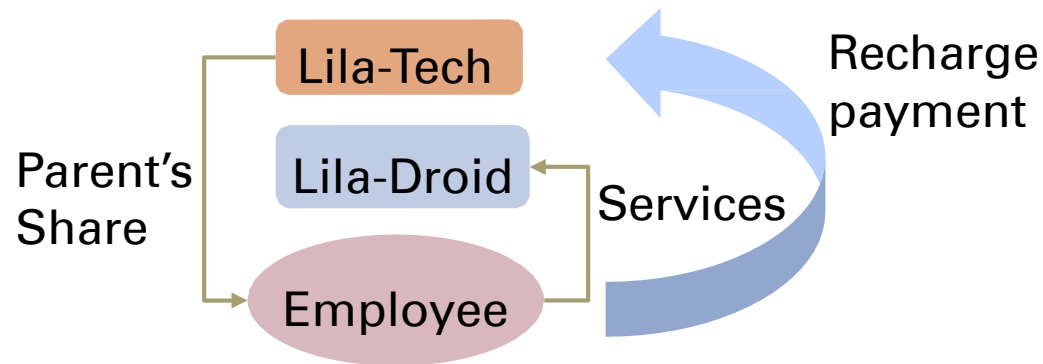 Lila-Tech
Recharge
payment
Lila-Droid
Parent’s
Share
Services
Employee